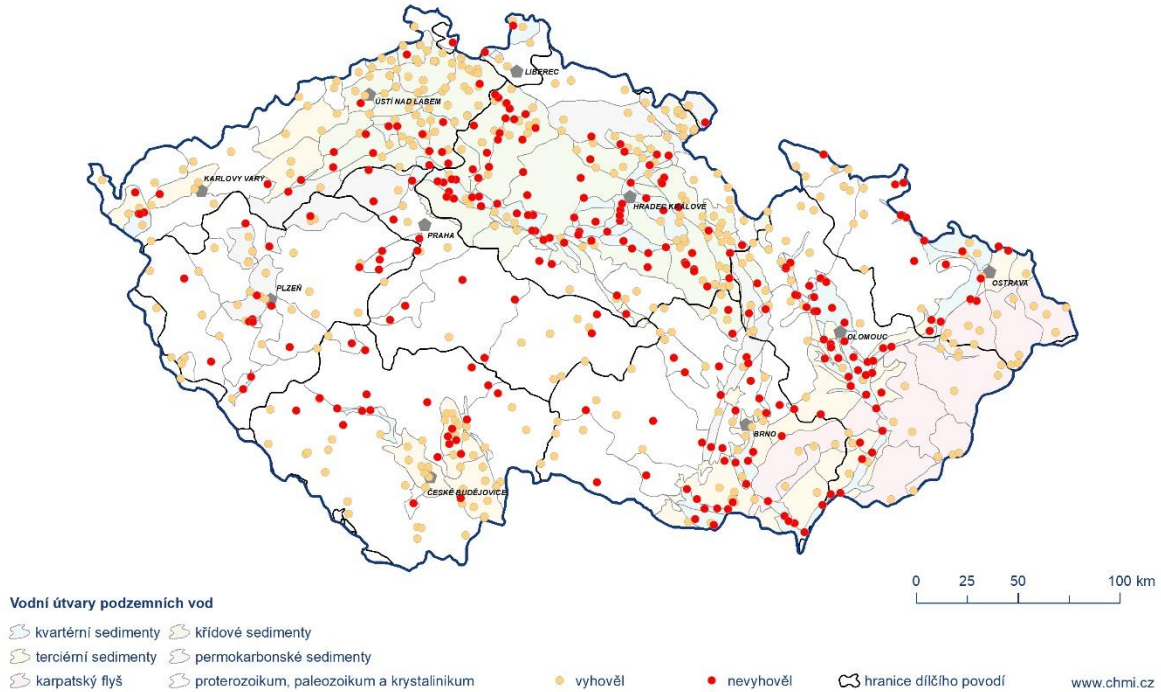 LIBEREC
ÚSTÍ NAD LABEM
KARLOVY VARY
HRADEC KRÁLOVÉ
PRAHA
PLZEŇ
OSTRAVA
OLOMOUC
BRNO
ČESKÉ BUDĚJOVICE
0 25 50 100 km
Vodní útvary podzemních vod
kvartérní sedimenty křídové sedimenty
terciérní sedimenty permokarbonské sedimenty
karpatský flyš proterozoikum, paleozoikum a krystalinikum vyhověl nevyhověl hranice dílčího povodí www.chmi.cz